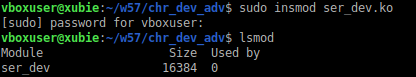 vboxuser@xubie:~/w57/chr_dev_adv$ sudo insmod ser_dev.ko
[sudo] password for vboxuser:
vboxuser@xubie:~/w57/chr_dev_adv$ lsmod
Module                  Size  Used by
ser_dev                16384  0